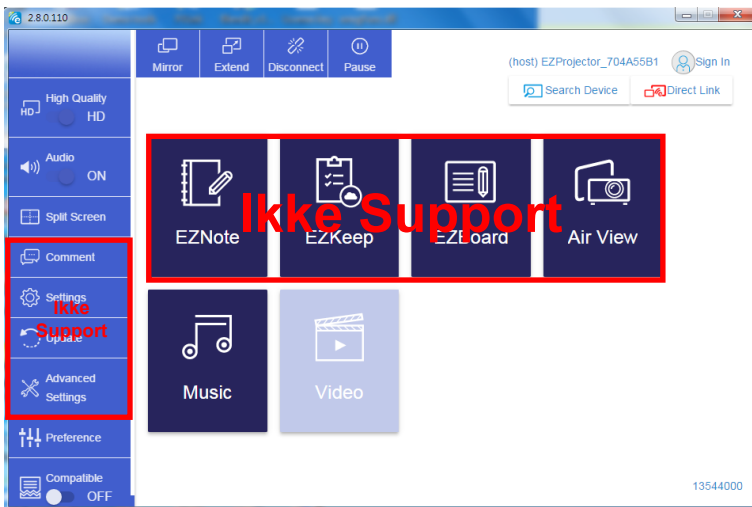 2.8.0.110
Mirror
Extend
Disconnect
Pause
(host) EZProjector_704A55B1
Sign In
Search Device
Direct Link
High Quality
HD
HD
Audio
ON
Split Screen
Comment
Settings
Update
Advanced
Settings
Ikke
Support
Preference
Compatible
OFF
Ikke Support
EZNote
EZKeep
EZBoard
Air View
Music
Video
13544000